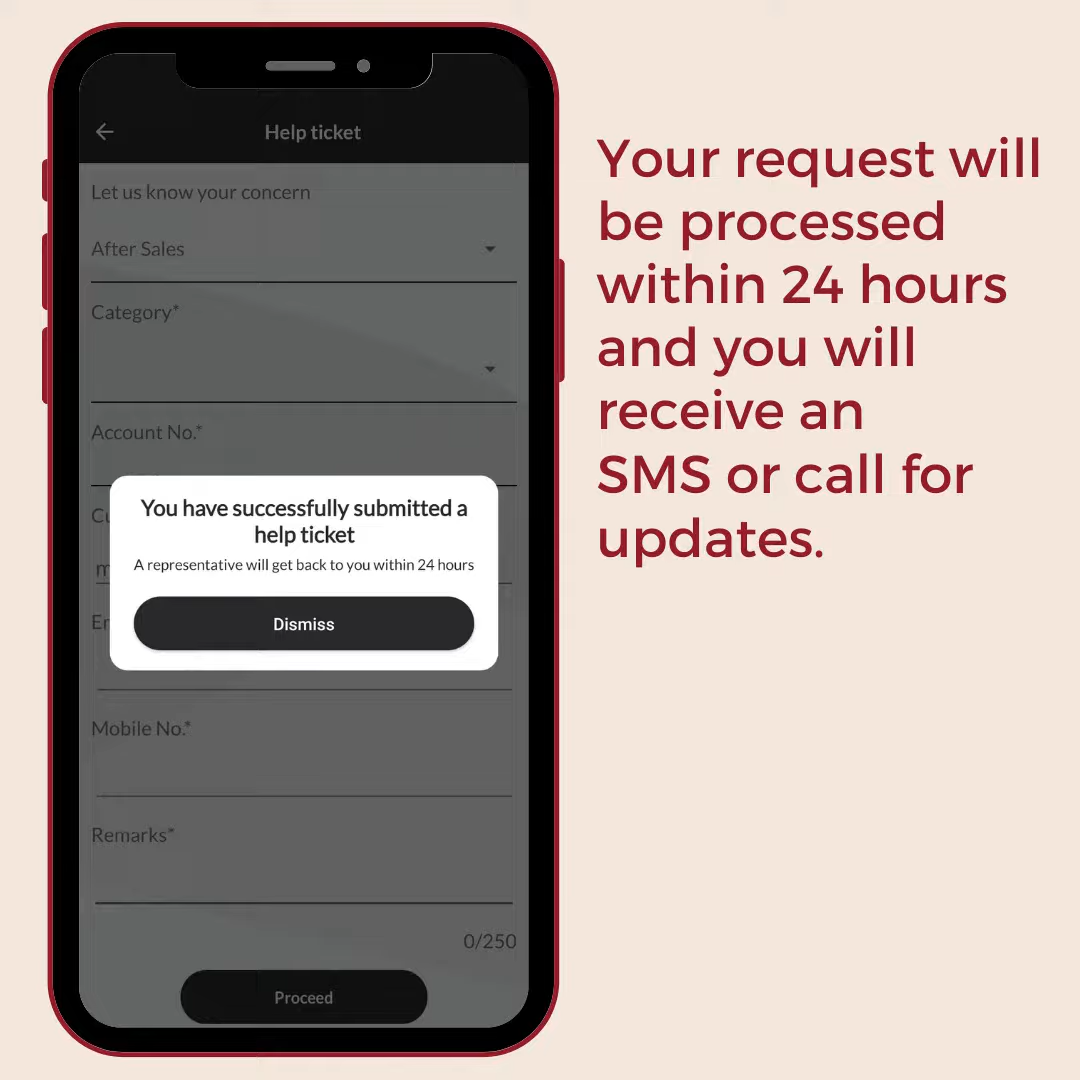 Help ticket
Let us know your concern
After Sales
Category*
Account No.*
You have successfully submitted a
help ticket
A representative will get back to you within 24 hours
Dismiss
Mobile No.*
Remarks*
0/250
Proceed
Your request will
be processed
within 24 hours
and you will
receive an
SMS or call for
updates.